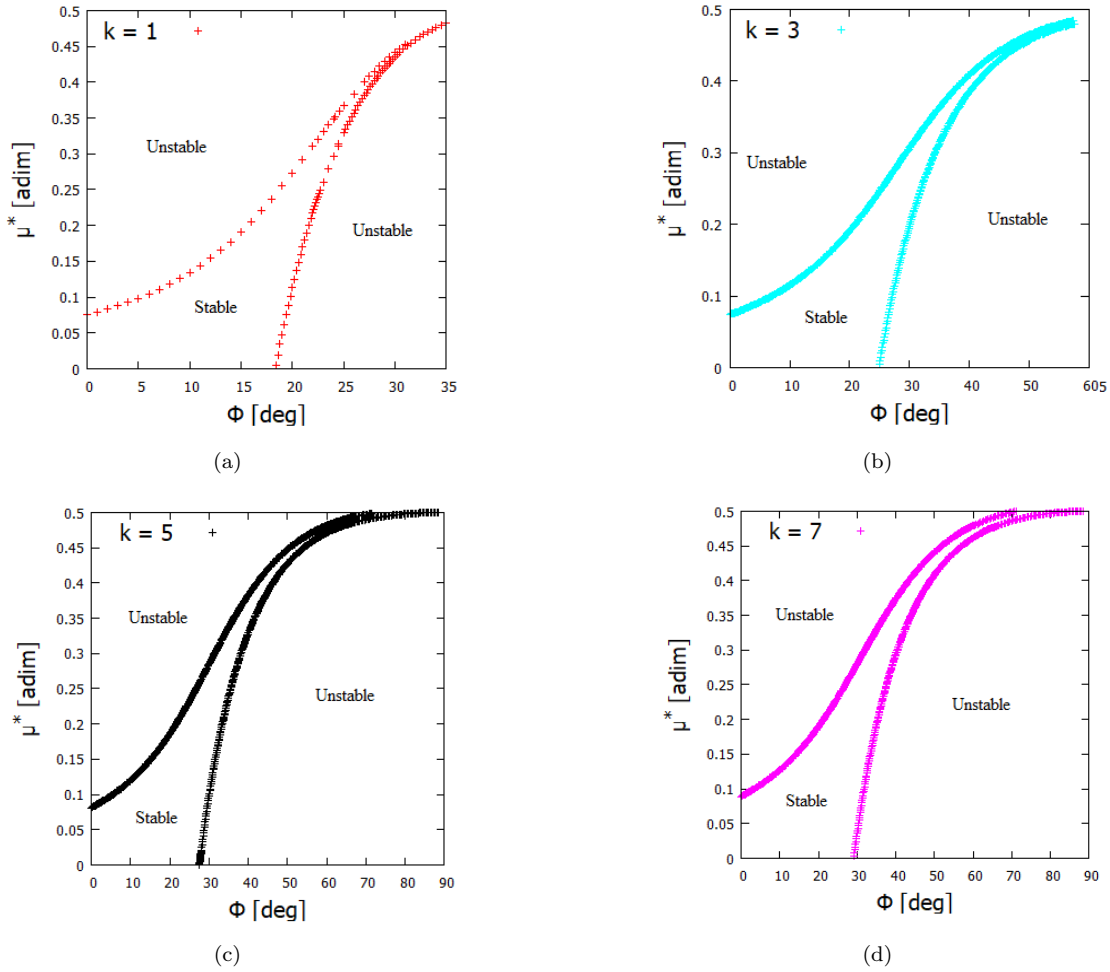 k = 1
0.5
0.45
0.4
0.35
0.3
0.25
0.2
0.15
0.1
0.05
0
μ* [adim]
Unstable
Unstable
Stable
0 5 10 15 20 25 30 35
Φ [deg]
(a)
k = 3
0.5
0.4
0.3
0.2
0.1
0
μ* [adim]
Unstable
Unstable
Stable
0 10 20 30 40 50 605
Φ [deg]
(b)
k = 5
0.5
0.45
0.4
0.35
0.3
0.25
0.2
0.15
0.1
0.05
0
μ* [adim]
Unstable
Unstable
Stable
0 10 20 30 40 50 60 70 80 90
Φ [deg]
(c)
k = 7
0.5
0.45
0.4
0.35
0.3
0.25
0.2
0.15
0.1
0.05
0
μ* [adim]
Unstable
Unstable
Stable
0 10 20 30 40 50 60 70 80 90
Φ [deg]
(d)